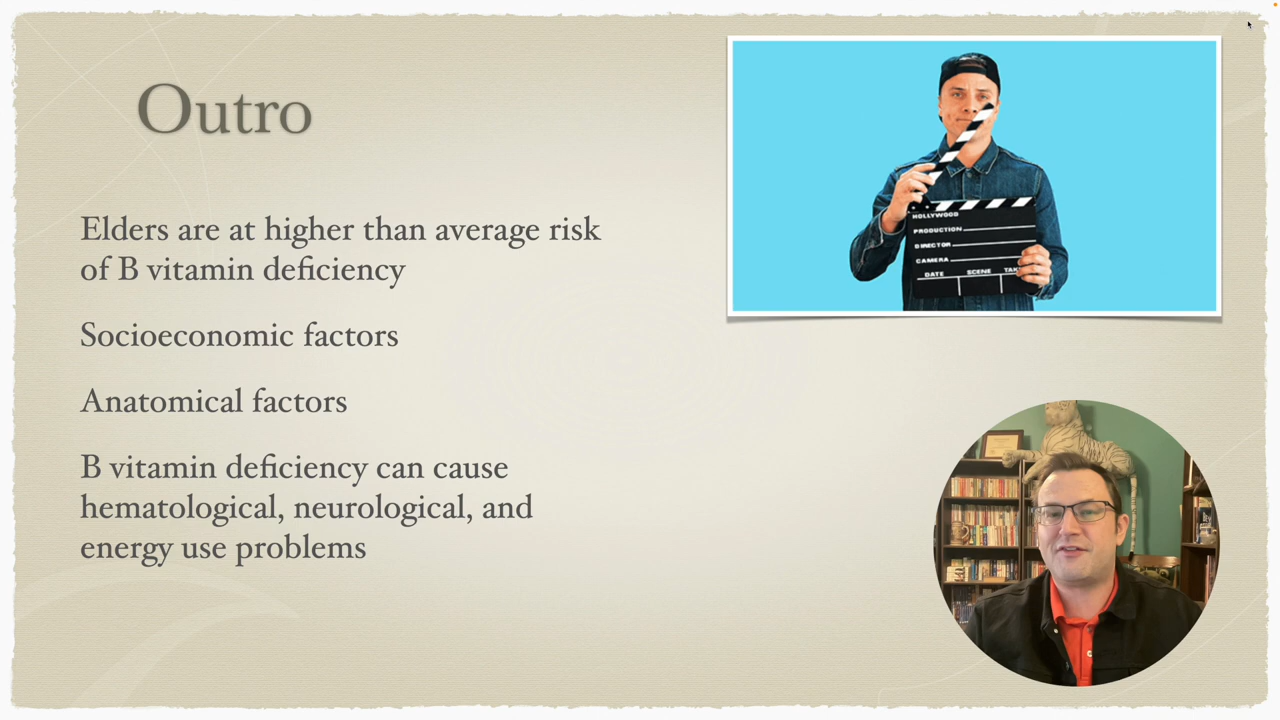 Outro
Elders are at higher than average risk
of B vitamin deficiency
Socioeconomic factors
Anatomical factors
B vitamin deficiency can cause
hematological, neurological, and
energy use problems
HOLLYWOOD
PRODUCTION
DIRECTOR
CAMERA
DATE SCENE